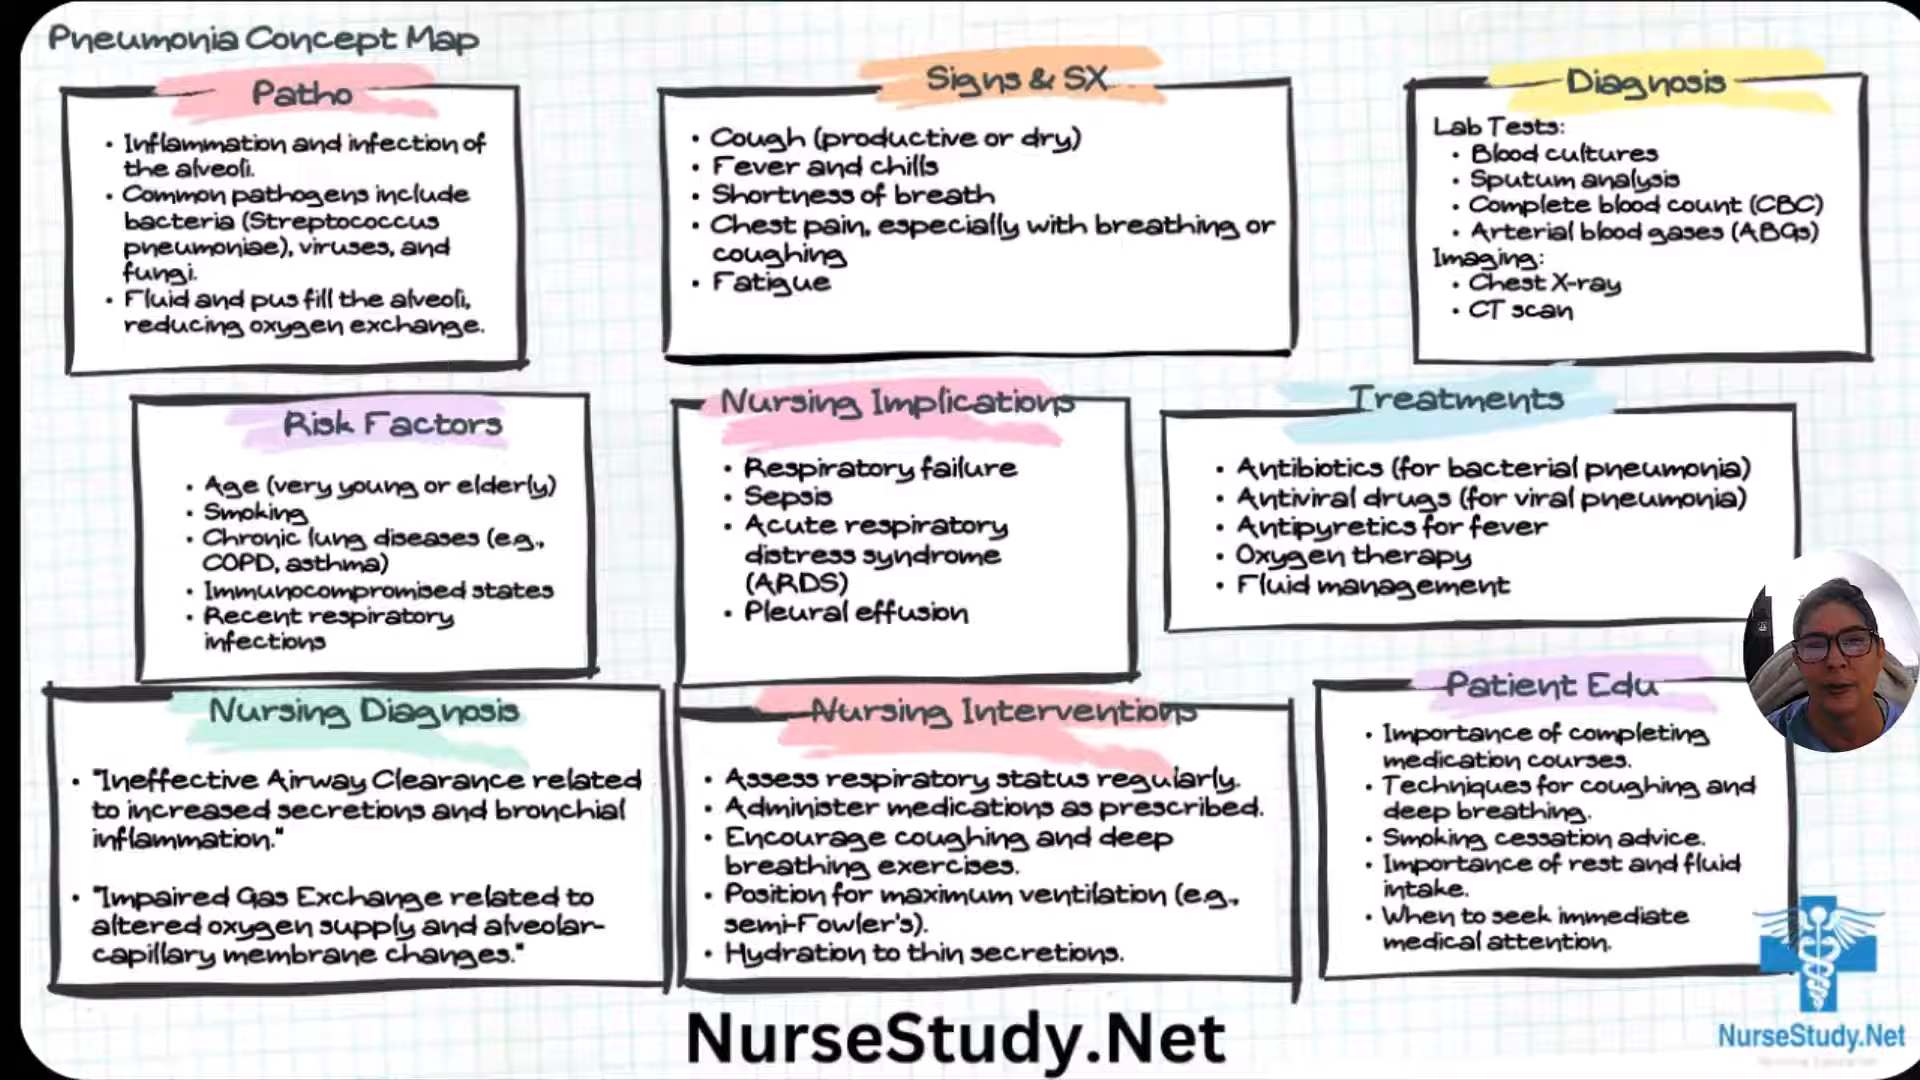 Pneumonia Concept Map
Patho
• Inflammation and infection of
the alveoli.
• Common pathogens include
bacteria (Streptococcus
pneumoniae), viruses, and
fungi.
• Fluid and pus fill the alveoli,
reducing oxygen exchange.
Signs & SX
• Cough (productive or dry)
• Fever and chills
• Shortness of breath
• Chest pain, especially with breathing or
coughing
• Fatigue
Diagnosis
Lab Tests:
• Blood cultures
• Sputum analysis
• Complete blood count (CBC)
• Arterial blood gases (ABGs)
Imaging:
• Chest X-ray
• CT scan
Risk Factors
• Age (very young or elderly)
• Smoking
• Chronic lung diseases (e.g.,
COPD, asthma)
• Immunocompromised states
• Recent respiratory
infections
Nursing Implications
• Respiratory failure
• Sepsis
• Acute respiratory
distress syndrome
(ARDS)
• Pleural effusion
Treatments
• Antibiotics (for bacterial pneumonia)
• Antiviral drugs (for viral pneumonia)
• Antipyretics for fever
• Oxygen therapy
• Fluid management
Nursing Diagnosis
• "Ineffective Airway Clearance related
to increased secretions and bronchial
inflammation."
• "Impaired Gas Exchange related to
altered oxygen supply and alveolar-
capillary membrane changes."
Nursing Interventions
• Assess respiratory status regularly.
• Administer medications as prescribed.
• Encourage coughing and deep
breathing exercises.
• Position for maximum ventilation (e.g.,
semi-Fowler's).
• Hydration to thin secretions.
Patient Edu
• Importance of completing
medication courses.
• Techniques for coughing and
deep breathing.
• Smoking cessation advice.
• Importance of rest and fluid
intake.
• When to seek immediate
medical attention.
NurseStudy.Net
NurseStudy.Net